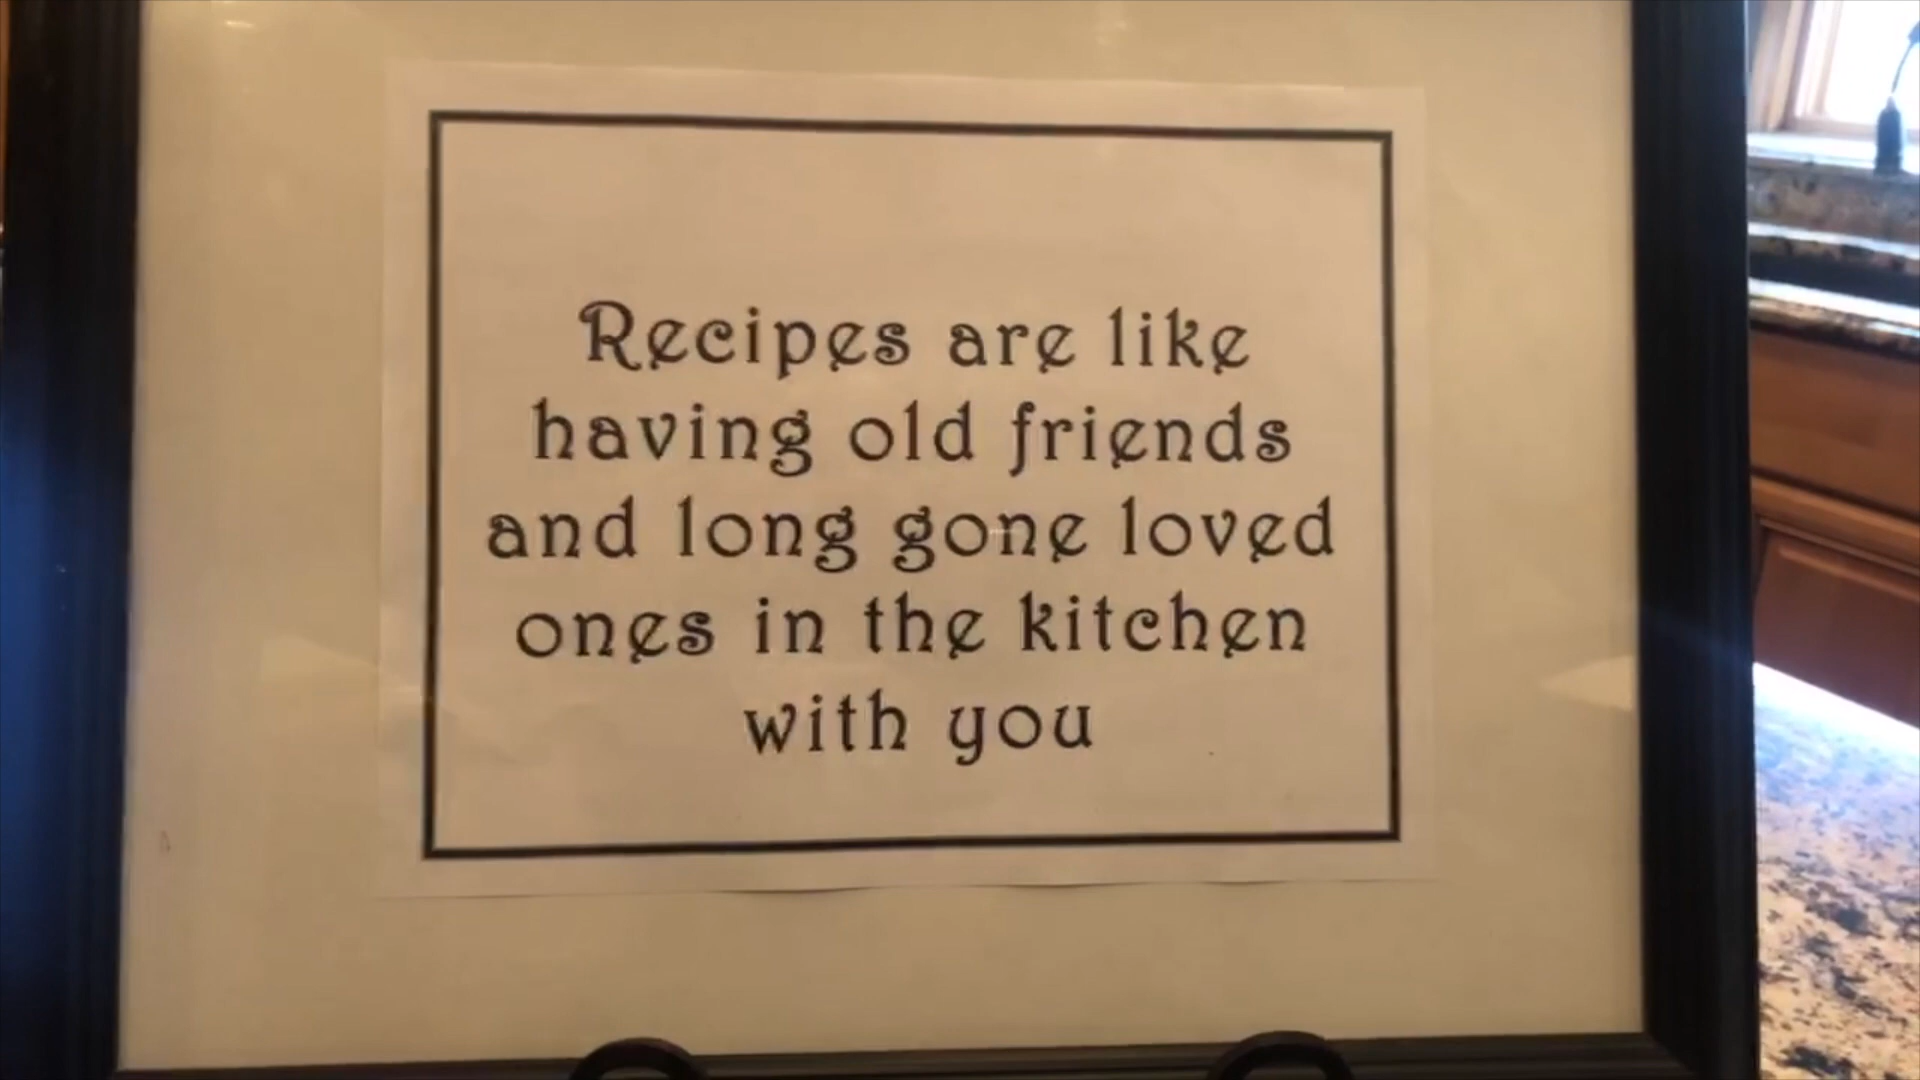 Recipes are like
having old friends
and long gone loved
ones in the kitchen
with you